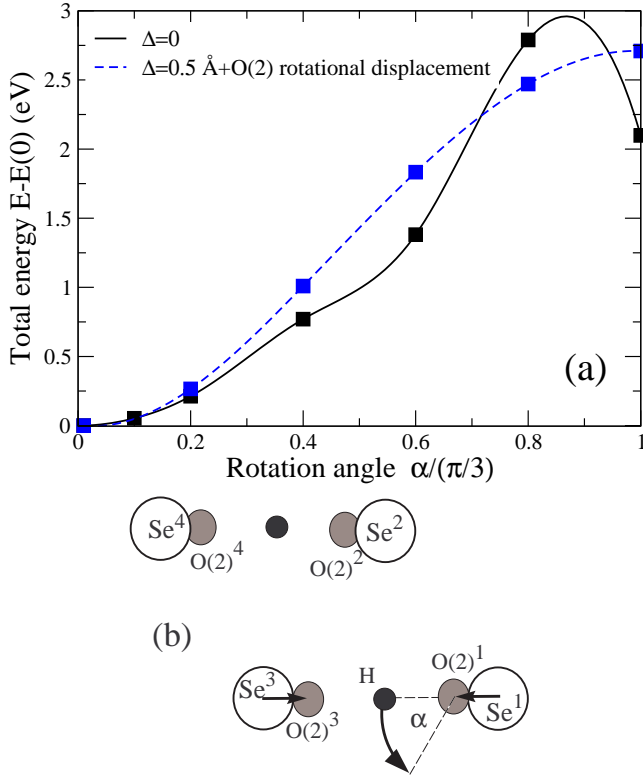 3
2.5
2
1.5
1
0.5
0
Total energy E-E(0) (eV)
Δ=0
Δ=0.5 Å+O(2) rotational displacement
(a)
0 0.2 0.4 0.6 0.8 1
Rotation angle α/(π/3)
Se⁴ O(2)⁴ O(2)² Se²
(b)
Se³ O(2)³ H α O(2)¹ Se¹